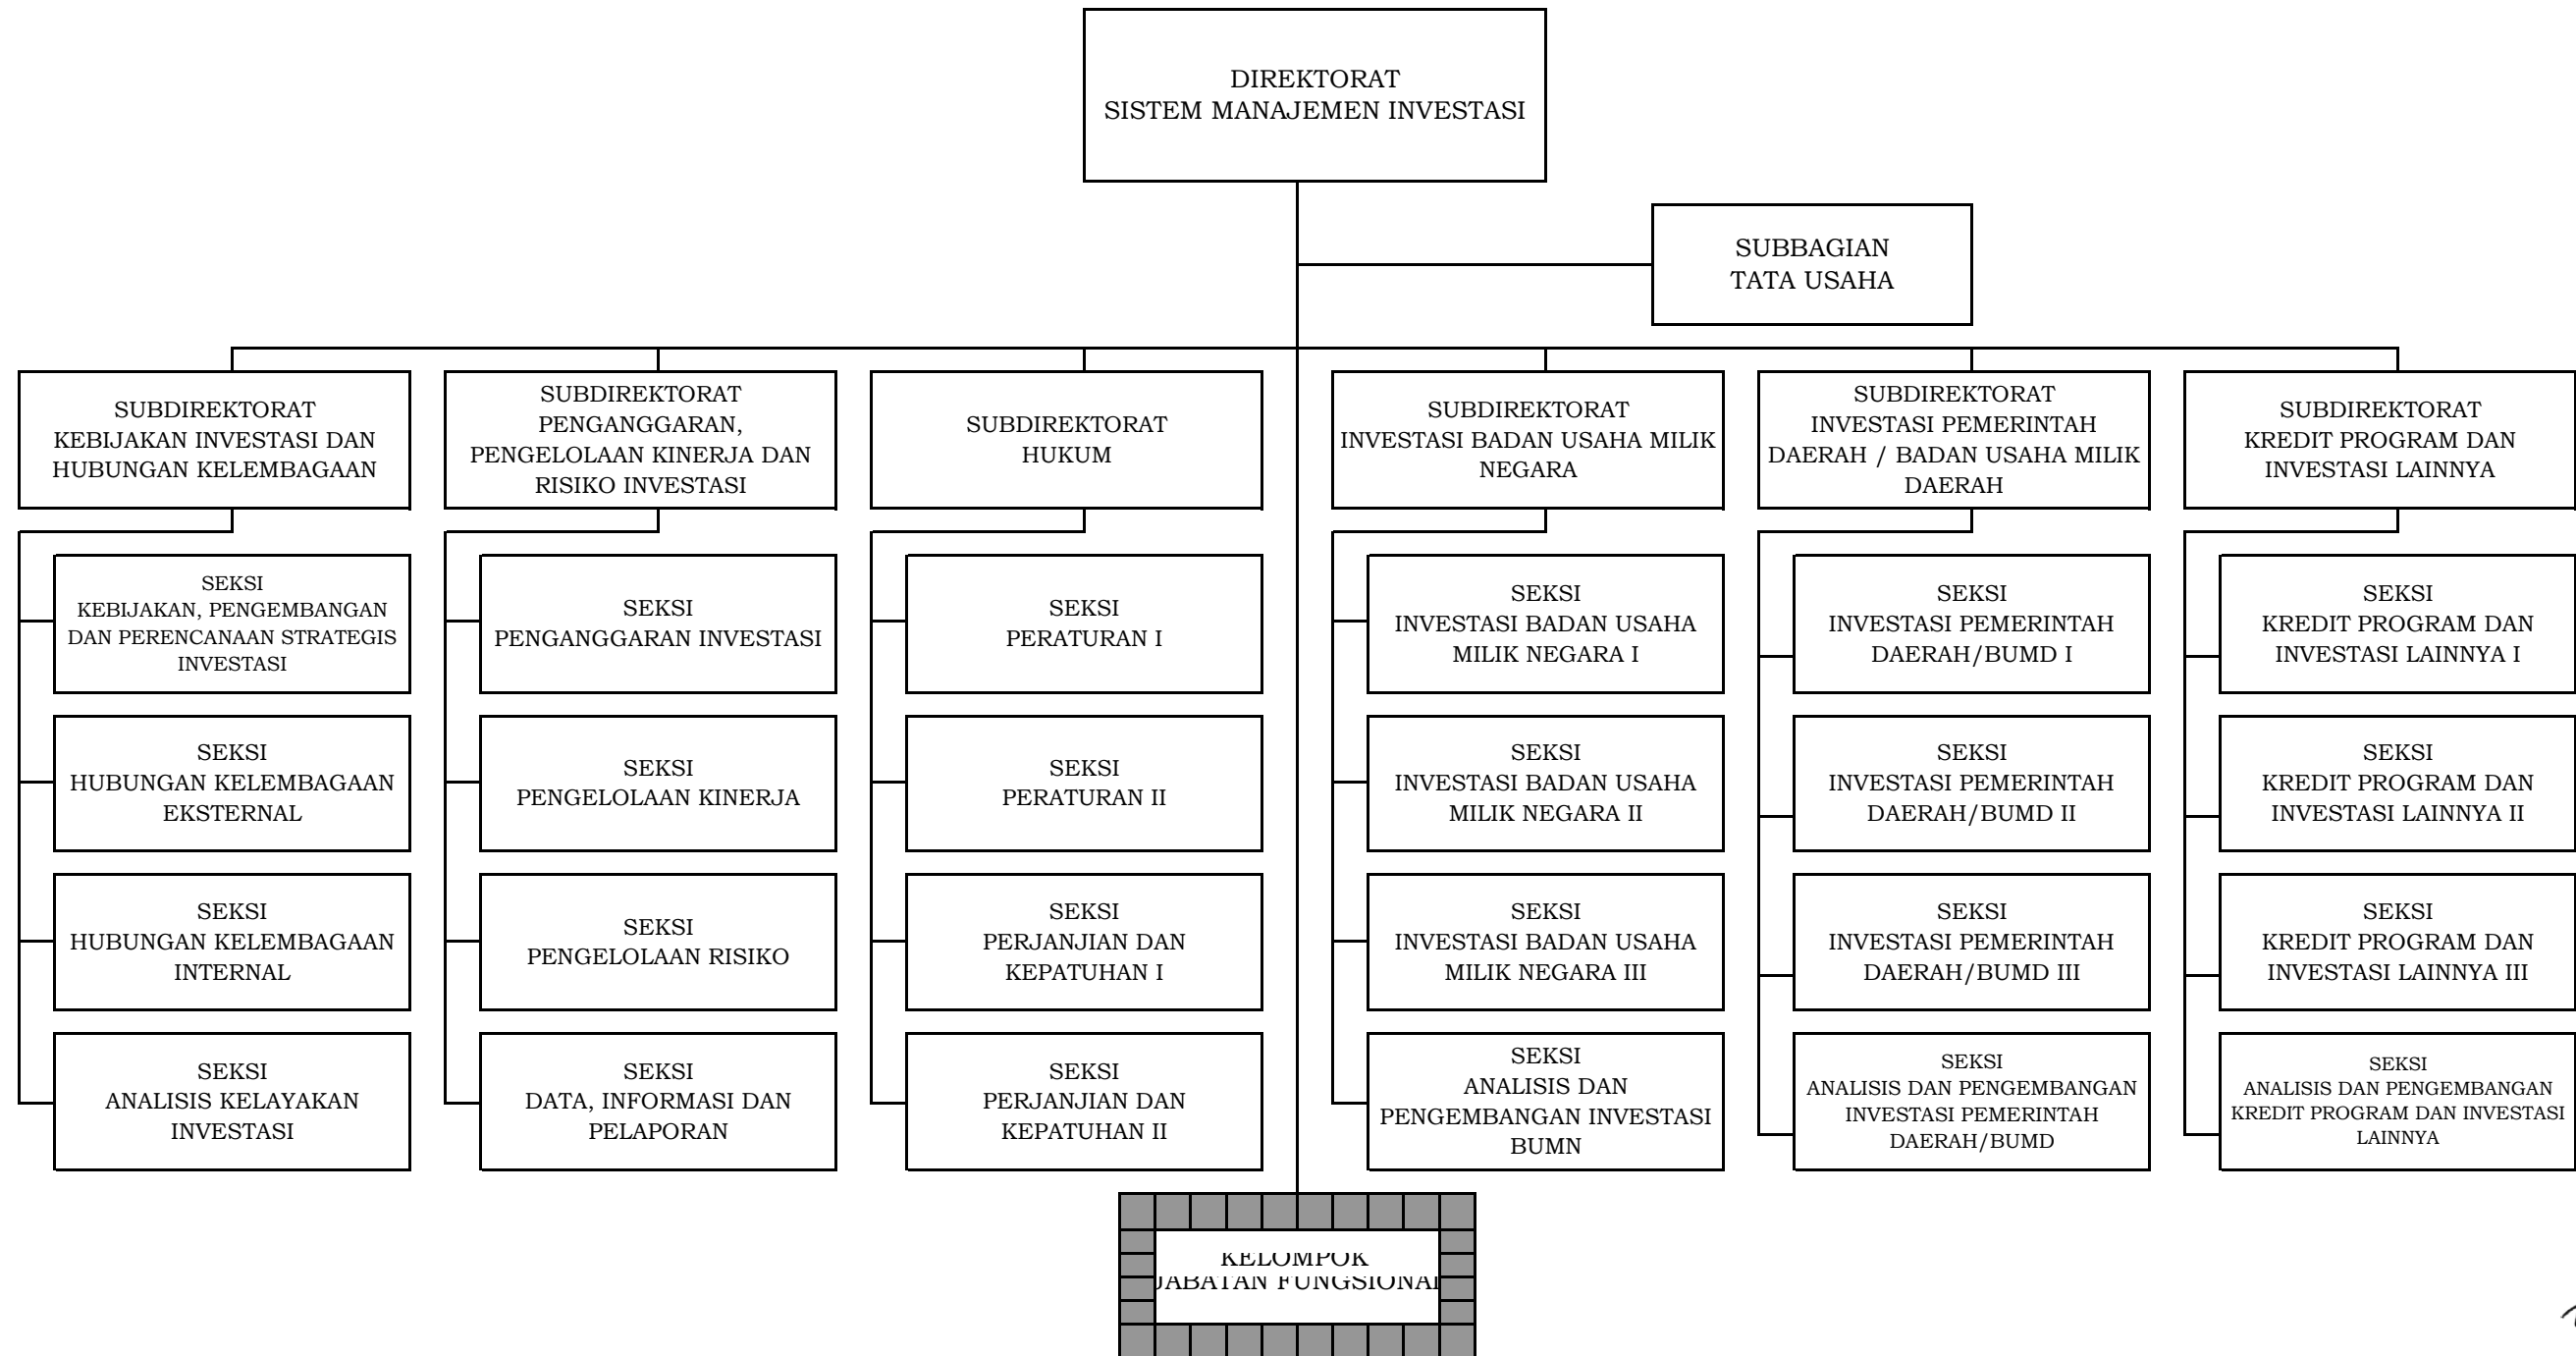 DIREKTORAT
SISTEM MANAJEMEN INVESTASI
SUBBAGIAN
TATA USAHA
SUBDIREKTORAT
KEBIJAKAN INVESTASI DAN
HUBUNGAN KELEMBAGAAN
SUBDIREKTORAT
PENGANGGARAN,
PENGELOLAAN KINERJA DAN
RISIKO INVESTASI
SUBDIREKTORAT
HUKUM
SUBDIREKTORAT
INVESTASI BADAN USAHA MILIK
NEGARA
SUBDIREKTORAT
INVESTASI PEMERINTAH
DAERAH / BADAN USAHA MILIK
DAERAH
SUBDIREKTORAT
KREDIT PROGRAM DAN
INVESTASI LAINNYA
SEKSI
KEBIJAKAN, PENGEMBANGAN
DAN PERENCANAAN STRATEGIS
INVESTASI
SEKSI
PENGANGGARAN INVESTASI
SEKSI
PERATURAN I
SEKSI
INVESTASI BADAN USAHA
MILIK NEGARA I
SEKSI
INVESTASI PEMERINTAH
DAERAH/BUMD I
SEKSI
KREDIT PROGRAM DAN
INVESTASI LAINNYA I
SEKSI
HUBUNGAN KELEMBAGAAN
EKSTERNAL
SEKSI
PENGELOLAAN KINERJA
SEKSI
PERATURAN II
SEKSI
INVESTASI BADAN USAHA
MILIK NEGARA II
SEKSI
INVESTASI PEMERINTAH
DAERAH/BUMD II
SEKSI
KREDIT PROGRAM DAN
INVESTASI LAINNYA II
SEKSI
HUBUNGAN KELEMBAGAAN
INTERNAL
SEKSI
PENGELOLAAN RISIKO
SEKSI
PERJANJIAN DAN
KEPATUHAN I
SEKSI
INVESTASI BADAN USAHA
MILIK NEGARA III
SEKSI
INVESTASI PEMERINTAH
DAERAH/BUMD III
SEKSI
KREDIT PROGRAM DAN
INVESTASI LAINNYA III
SEKSI
ANALISIS KELAYAKAN
INVESTASI
SEKSI
DATA, INFORMASI DAN
PELAPORAN
SEKSI
PERJANJIAN DAN
KEPATUHAN II
SEKSI
ANALISIS DAN
PENGEMBANGAN INVESTASI
BUMN
SEKSI
ANALISIS DAN PENGEMBANGAN
INVESTASI PEMERINTAH
DAERAH/BUMD
SEKSI
ANALISIS DAN PENGEMBANGAN
KREDIT PROGRAM DAN INVESTASI
LAINNYA
KELOMPOK
JABATAN FUNGSIONAL